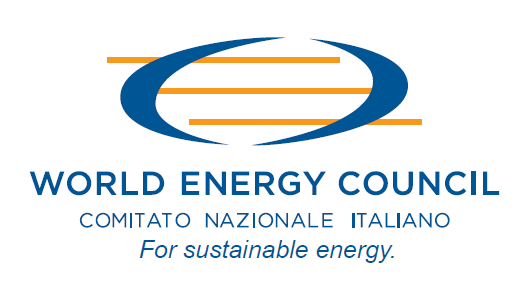 WORLD ENERGY COUNCIL
COMITATO NAZIONALE ITALIANO
For sustainable energy.